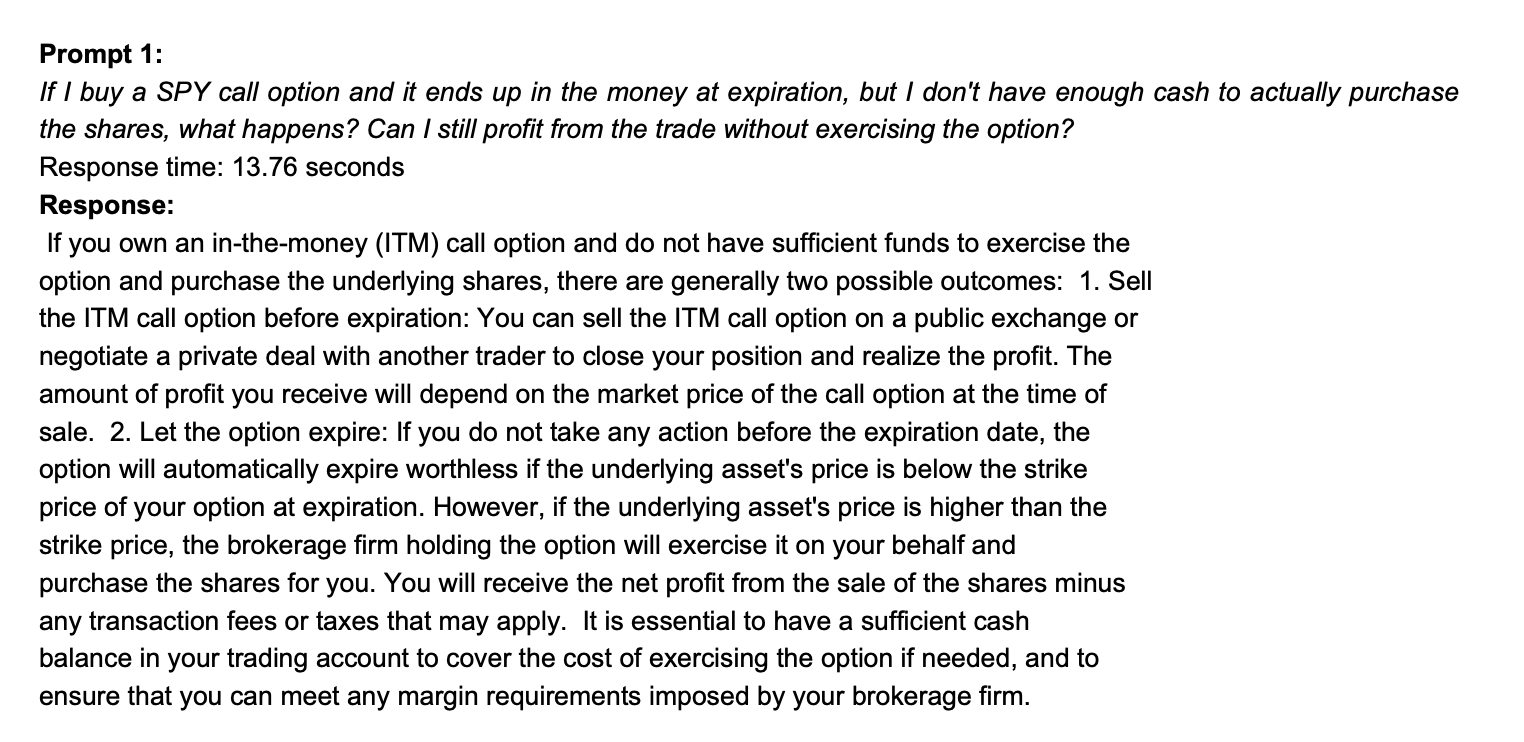 Prompt 1:
If I buy a SPY call option and it ends up in the money at expiration, but I don't have enough cash to actually purchase
the shares, what happens? Can I still profit from the trade without exercising the option?
Response time: 13.76 seconds
Response:
If you own an in-the-money (ITM) call option and do not have sufficient funds to exercise the
option and purchase the underlying shares, there are generally two possible outcomes:  1. Sell
the ITM call option before expiration: You can sell the ITM call option on a public exchange or
negotiate a private deal with another trader to close your position and realize the profit. The
amount of profit you receive will depend on the market price of the call option at the time of
sale.  2. Let the option expire: If you do not take any action before the expiration date, the
option will automatically expire worthless if the underlying asset's price is below the strike
price of your option at expiration. However, if the underlying asset's price is higher than the
strike price, the brokerage firm holding the option will exercise it on your behalf and
purchase the shares for you. You will receive the net profit from the sale of the shares minus
any transaction fees or taxes that may apply.  It is essential to have a sufficient cash
balance in your trading account to cover the cost of exercising the option if needed, and to
ensure that you can meet any margin requirements imposed by your brokerage firm.